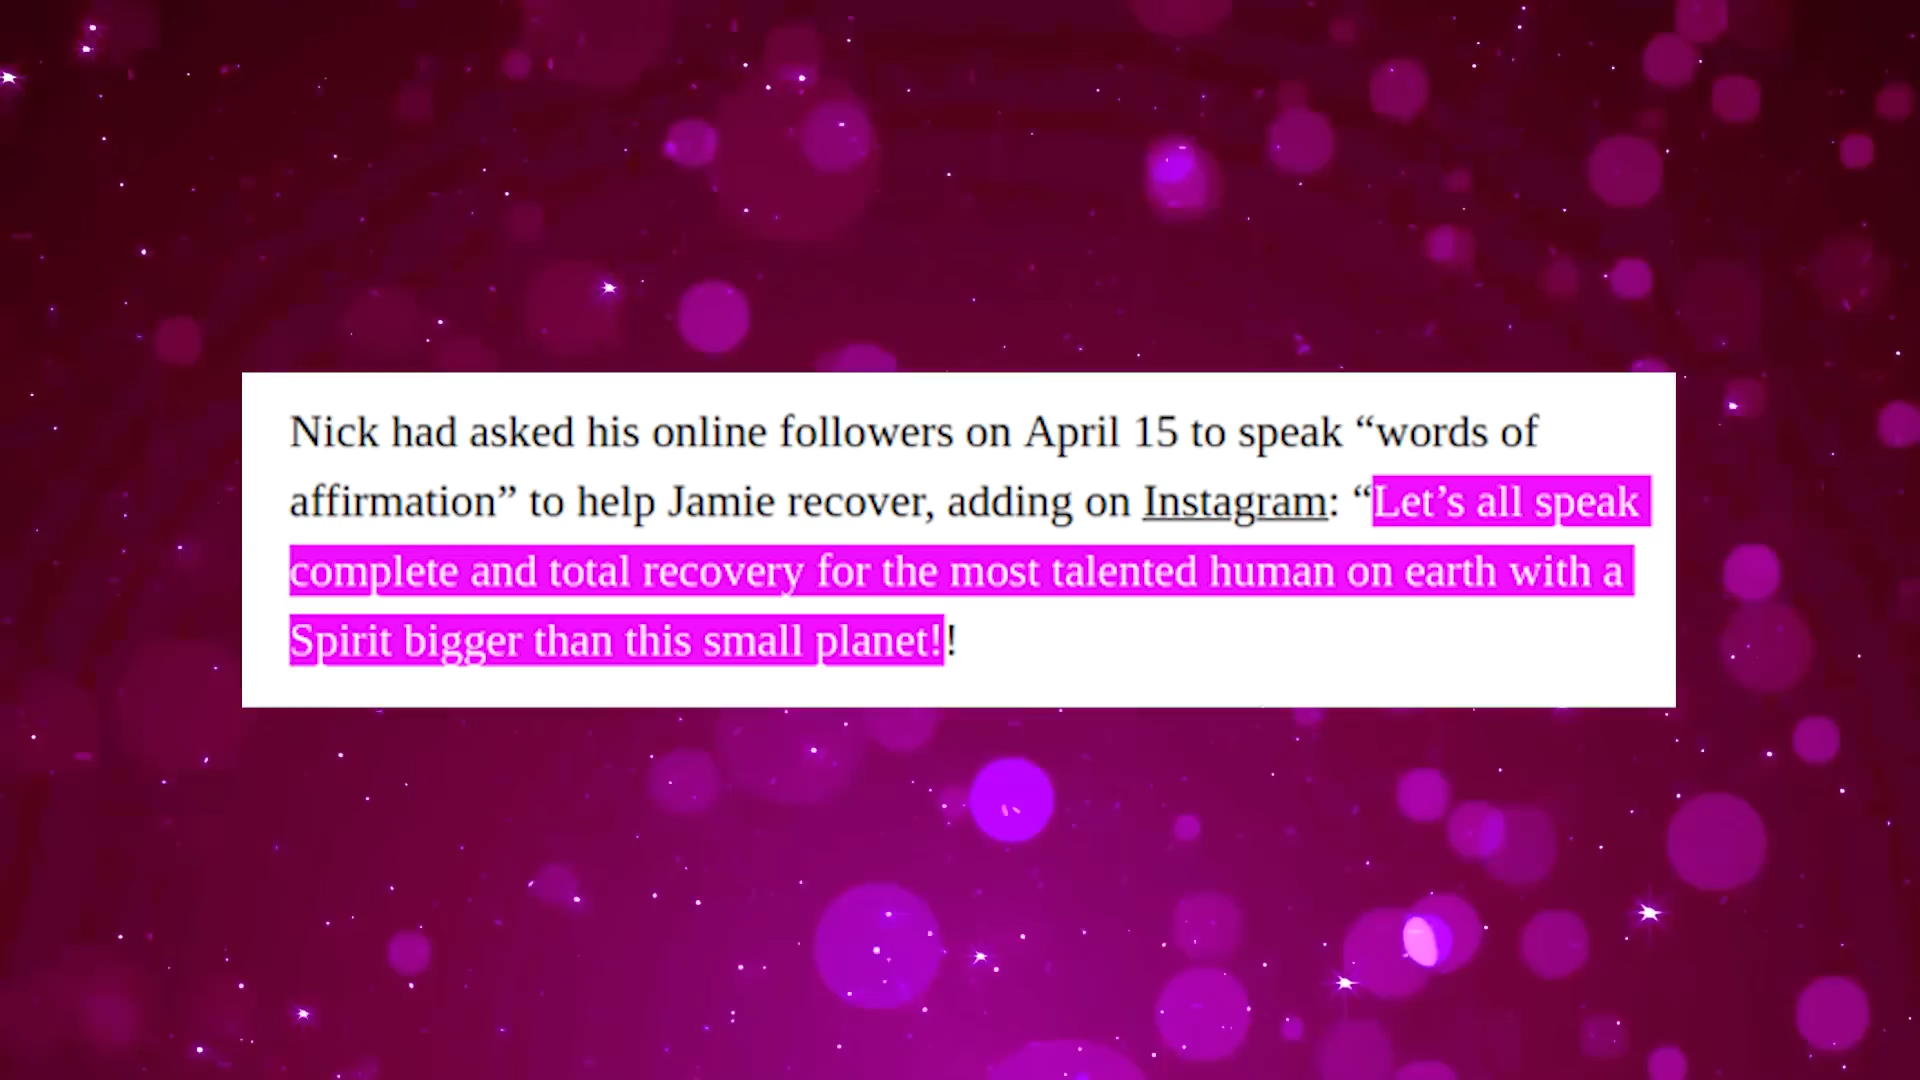 Nick had asked his online followers on April 15 to speak “words of
affirmation” to help Jamie recover, adding on Instagram: “Let’s all speak
complete and total recovery for the most talented human on earth with a
Spirit bigger than this small planet!!